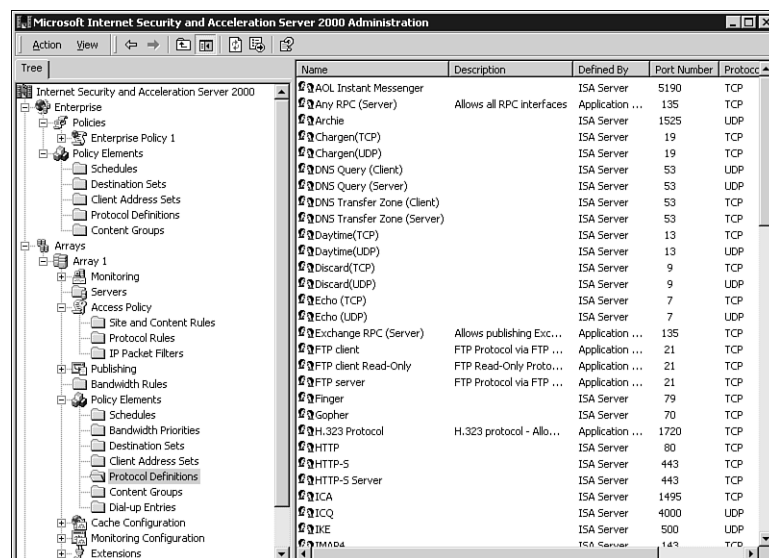 Microsoft Internet Security and Acceleration Server 2000 Administration
Action View
Tree
Internet Security and Acceleration Server 2000
Enterprise
Policies
Enterprise Policy 1
Policy Elements
Schedules
Destination Sets
Client Address Sets
Protocol Definitions
Content Groups
Arrays
Array 1
Monitoring
Servers
Access Policy
Site and Content Rules
Protocol Rules
IP Packet Filters
Publishing
Bandwidth Rules
Policy Elements
Schedules
Bandwidth Priorities
Destination Sets
Client Address Sets
Protocol Definitions
Content Groups
Dial-up Entries
Cache Configuration
Monitoring Configuration
Extensions
Name Description Defined By Port Number Protocc
AOL Instant Messenger ISA Server 5190 TCP
Any RPC (Server) Allows all RPC interfaces Application ... 135 TCP
Archie ISA Server 1525 UDP
Chargen(TCP) ISA Server 19 TCP
Chargen(UDP) ISA Server 19 TCP
DNS Query (Client) ISA Server 53 UDP
DNS Query (Server) ISA Server 53 UDP
DNS Transfer Zone (Client) ISA Server 53 TCP
DNS Transfer Zone (Server) ISA Server 53 TCP
Daytime(TCP) ISA Server 13 TCP
Daytime(UDP) ISA Server 13 UDP
Discard(TCP) ISA Server 9 TCP
Discard(UDP) ISA Server 9 UDP
Echo (TCP) ISA Server 7 TCP
Echo (UDP) ISA Server 7 UDP
Exchange RPC (Server) Allows publishing Exc... Application ... 135 TCP
FTP client FTP Protocol via FTP ... Application ... 21 TCP
FTP client Read-Only FTP Read-Only Proto... Application ... 21 TCP
FTP server FTP Protocol via FTP ... Application ... 21 TCP
Finger ISA Server 79 TCP
Gopher ISA Server 70 TCP
H.323 Protocol H.323 protocol - Allo... Application ... 1720 TCP
HTTP ISA Server 80 TCP
HTTP-S ISA Server 443 TCP
HTTP-S Server ISA Server 443 TCP
ICA ISA Server 1495 TCP
ICQ ISA Server 4000 UDP
IKE ISA Server 500 UDP
IMAP4 ISA Server 143 TCP